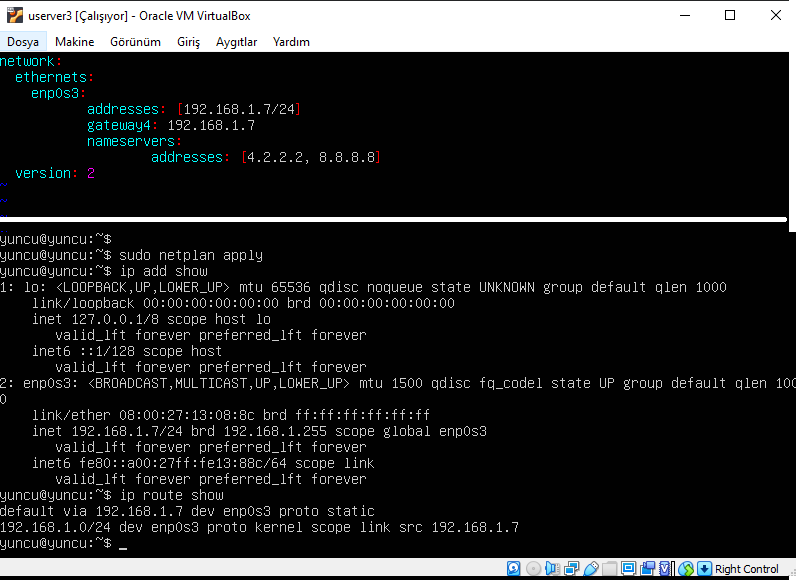 userver3 [Çalışıyor] - Oracle VM VirtualBox
Dosya Makine Görünüm Giriş Aygıtlar Yardım
network:
  ethernets:
    enp0s3:
           addresses: [192.168.1.7/24]
           gateway4: 192.168.1.7
           nameservers:
                   addresses: [4.2.2.2, 8.8.8.8]
  version: 2
~
~
~
yuncu@yuncu:~$
yuncu@yuncu:~$ sudo netplan apply
yuncu@yuncu:~$ ip add show
1: lo: <LOOPBACK,UP,LOWER_UP> mtu 65536 qdisc noqueue state UNKNOWN group default qlen 1000
    link/loopback 00:00:00:00:00:00 brd 00:00:00:00:00:00
    inet 127.0.0.1/8 scope host lo
       valid_lft forever preferred_lft forever
    inet6 ::1/128 scope host
       valid_lft forever preferred_lft forever
2: enp0s3: <BROADCAST,MULTICAST,UP,LOWER_UP> mtu 1500 qdisc fq_codel state UP group default qlen 100
0
    link/ether 08:00:27:13:08:8c brd ff:ff:ff:ff:ff:ff
    inet 192.168.1.7/24 brd 192.168.1.255 scope global enp0s3
       valid_lft forever preferred_lft forever
    inet6 fe80::a00:27ff:fe13:88c/64 scope link
       valid_lft forever preferred_lft forever
yuncu@yuncu:~$ ip route show
default via 192.168.1.7 dev enp0s3 proto static
192.168.1.0/24 dev enp0s3 proto kernel scope link src 192.168.1.7
yuncu@yuncu:~$ _
Right Control